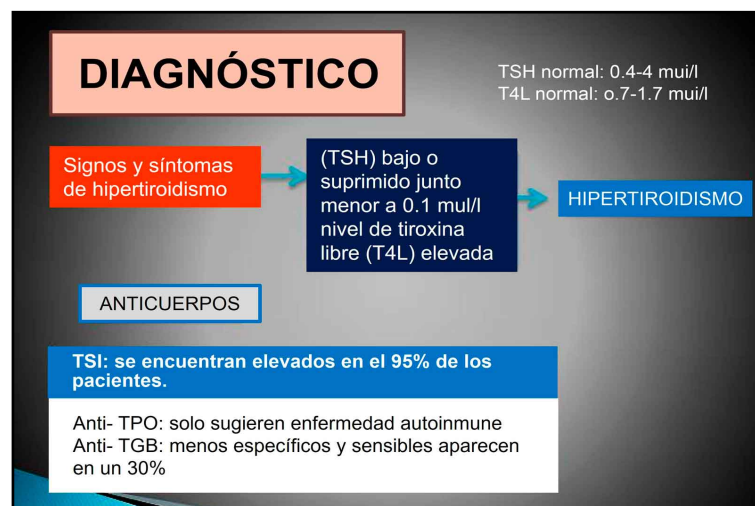 DIAGNÓSTICO
TSH normal: 0.4-4 mui/l
T4L normal: o.7-1.7 mui/l
Signos y síntomas
de hipertiroidismo
(TSH) bajo o
suprimido junto
menor a 0.1 muI/l
nivel de tiroxina
libre (T4L) elevada
HIPERTIROIDISMO
ANTICUERPOS
TSI: se encuentran elevados en el 95% de los
pacientes.
Anti- TPO: solo sugieren enfermedad autoinmune
Anti- TGB: menos específicos y sensibles aparecen
en un 30%